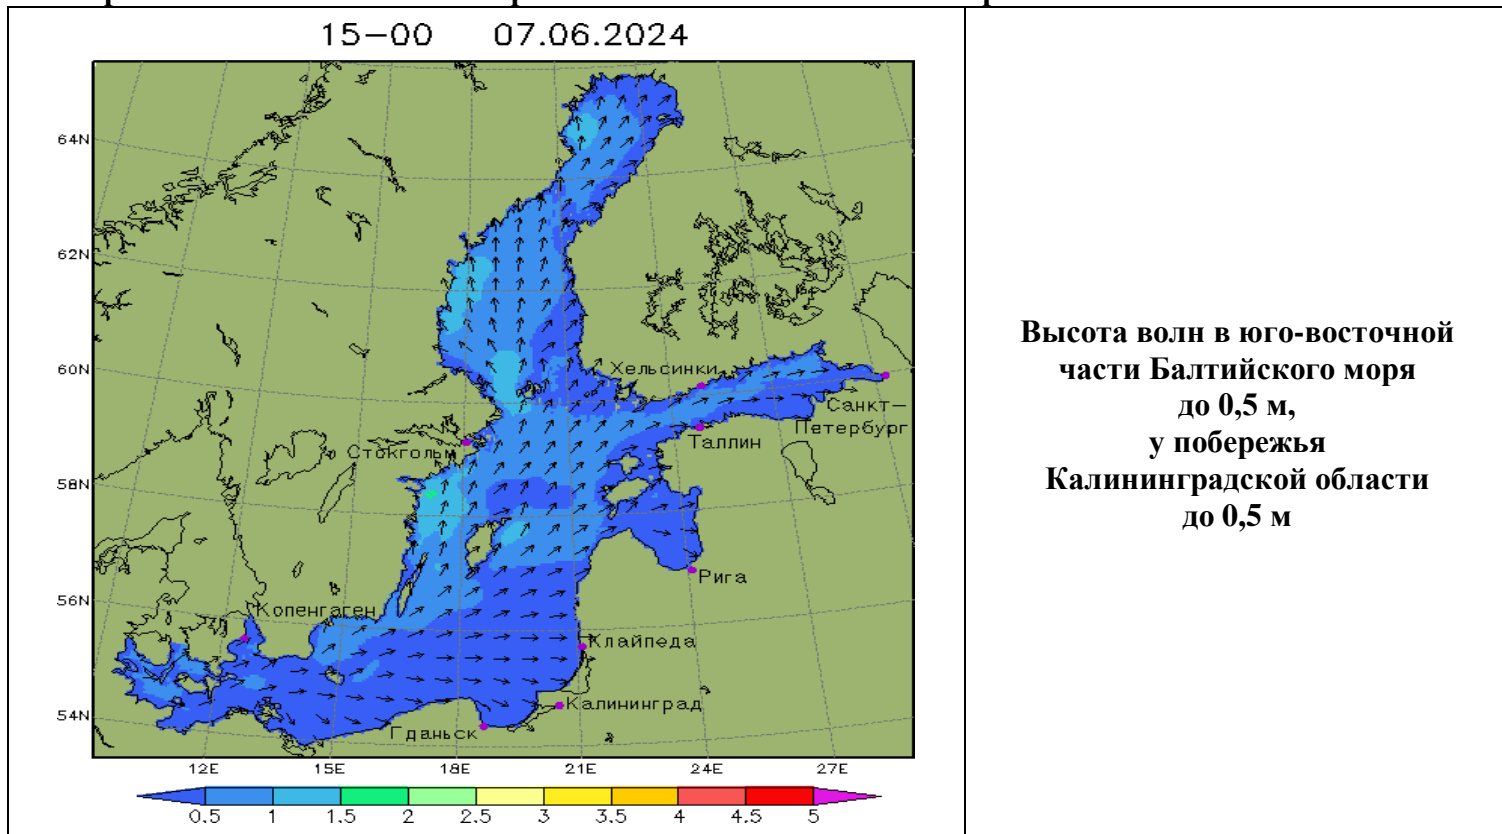 15-00 07.06.2024
64N
62N
60N
58N
56N
54N
Хельсинки
Санкт-
Петербург
Таллин
Стокгольм
Рига
Копенгаген
Клайпеда
Калининград
Гданьск
12E 15E 18E 21E 24E 27E
0.5 1 1.5 2 2.5 3 3.5 4 4.5 5
Высота волн в юго-восточной
части Балтийского моря
до 0,5 м,
у побережья
Калининградской области
до 0,5 м